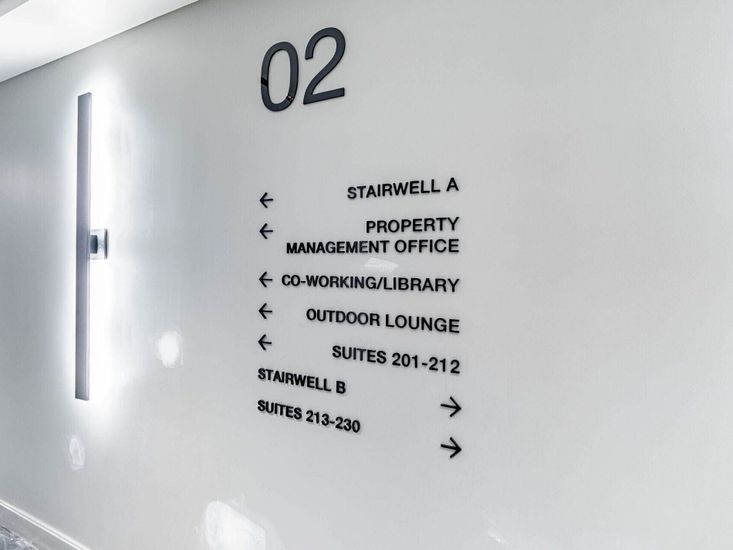 02
← STAIRWELL A
← PROPERTY
MANAGEMENT OFFICE
← CO-WORKING/LIBRARY
← OUTDOOR LOUNGE
← SUITES 201-212
STAIRWELL B →
SUITES 213-230 →